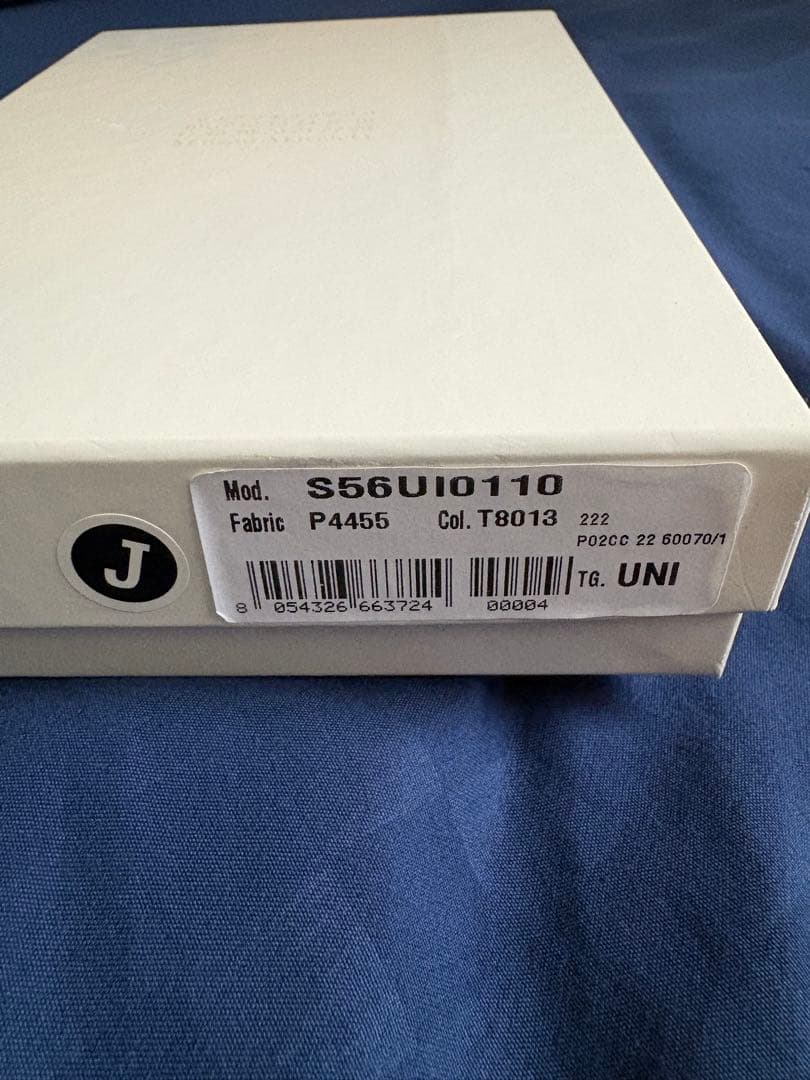 Mod. S56UI0110
Fabric P4455 Col. T8013 222
P02CC 22 60070/1
J
8 054326 663724 00004 TG. UNI